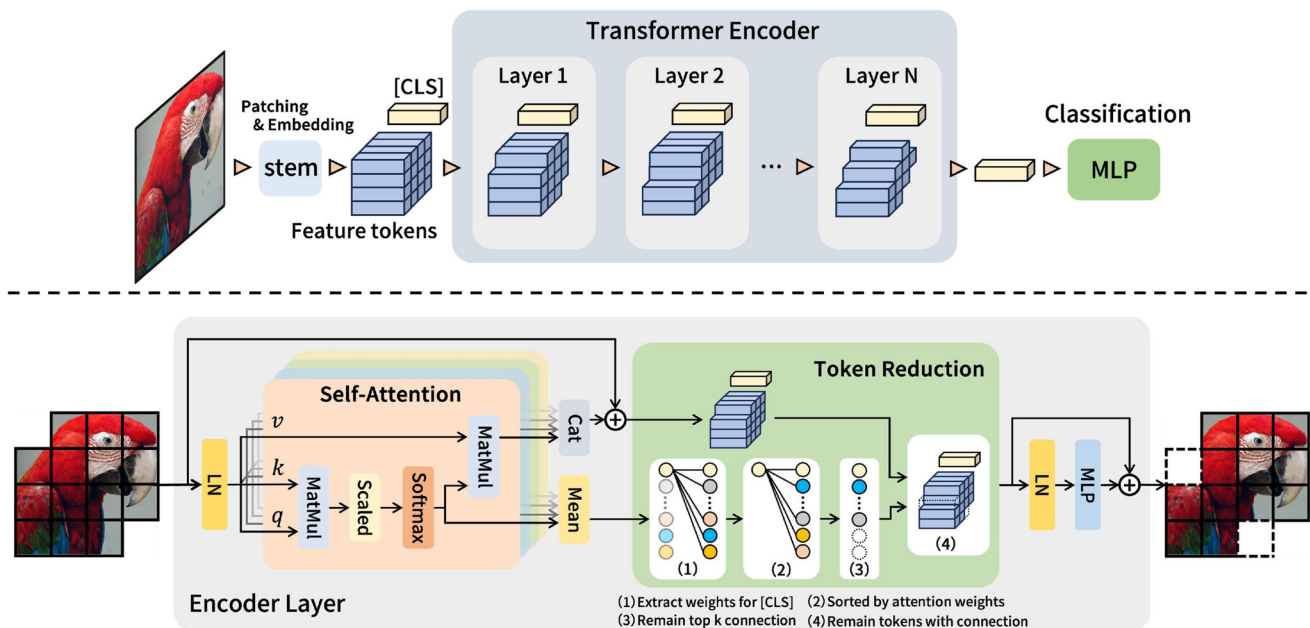 Transformer Encoder
Layer 1
Layer 2
Layer N
[CLS]
Patching
& Embedding
stem
Feature tokens
...
Classification
MLP
Token Reduction
Self-Attention
v
k
q
LN
MatMul
Scaled
Softmax
MatMul
Cat
Mean
(1)
(2)
(3)
(4)
LN
MLP
Encoder Layer
(1) Extract weights for [CLS]
(2) Sorted by attention weights
(3) Remain top k connection
(4) Remain tokens with connection